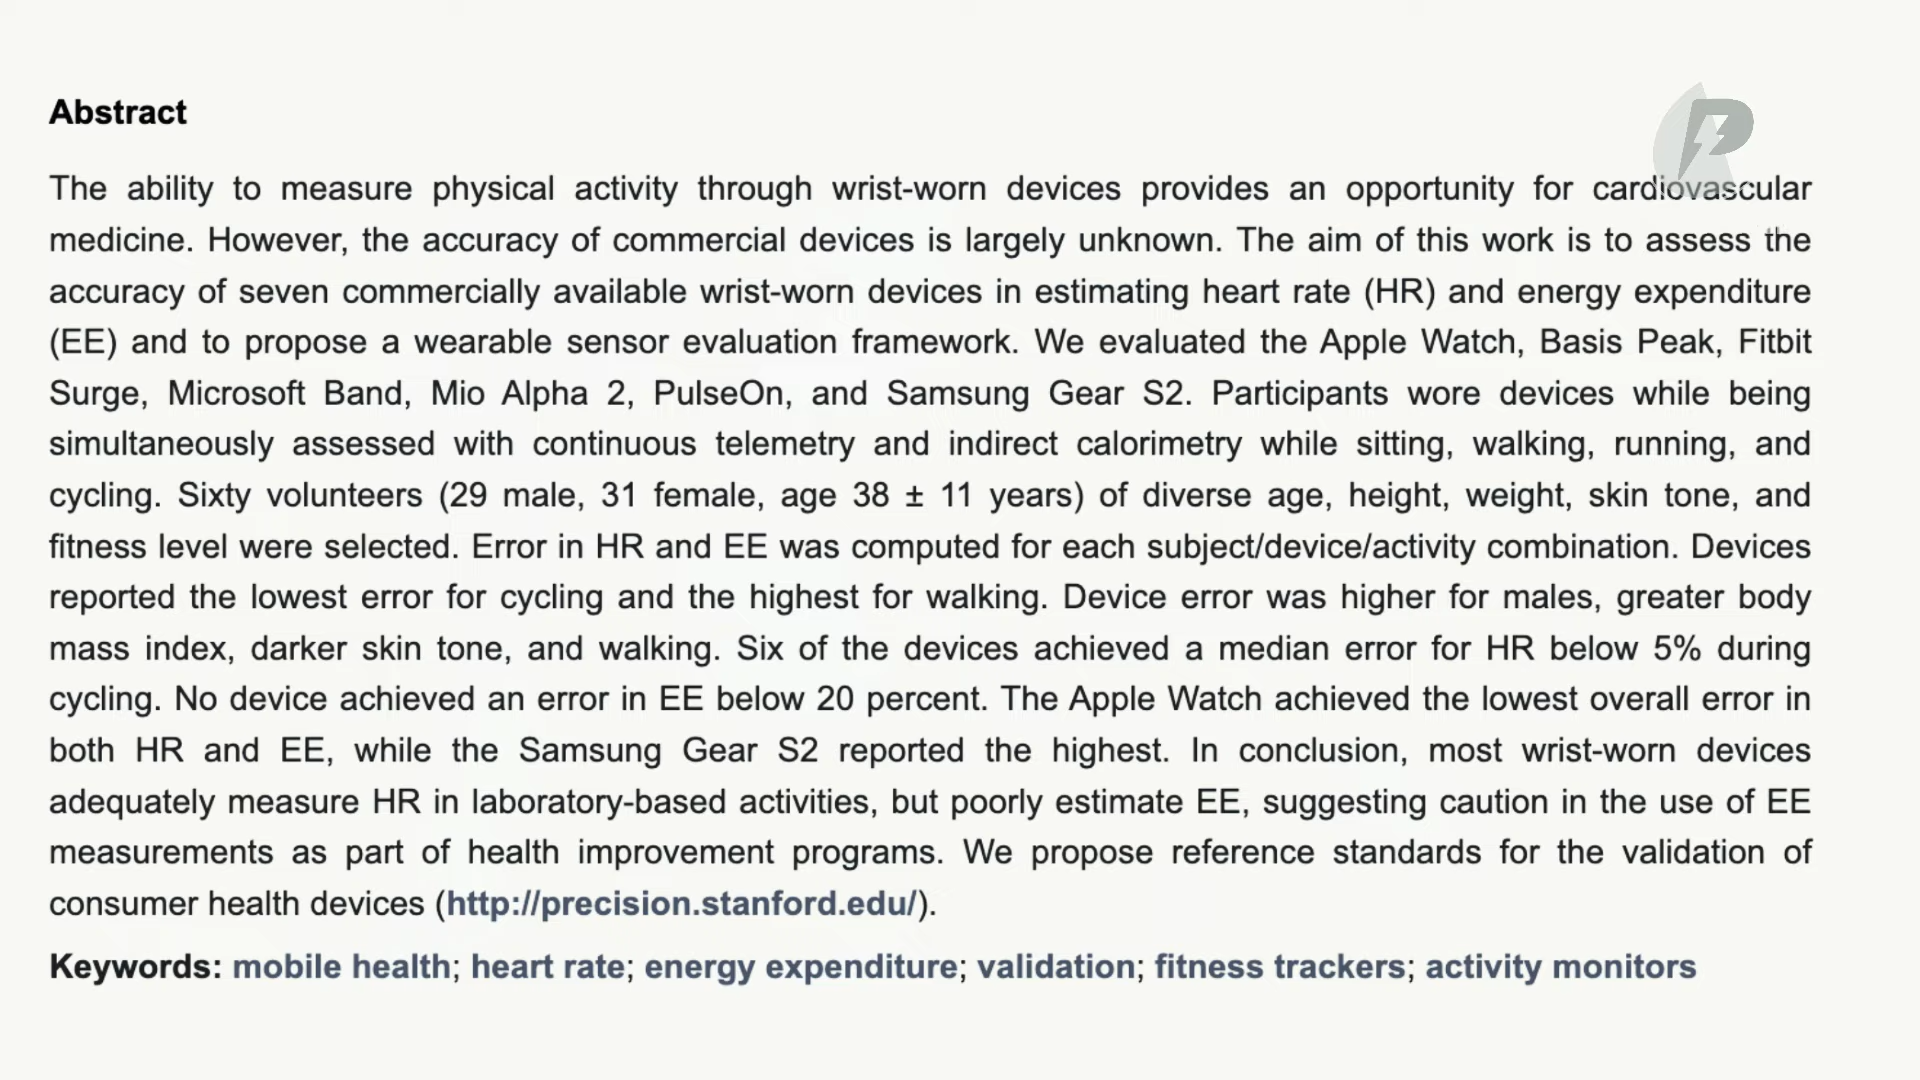 Abstract
The ability to measure physical activity through wrist-worn devices provides an opportunity for cardiovascular
medicine. However, the accuracy of commercial devices is largely unknown. The aim of this work is to assess the
accuracy of seven commercially available wrist-worn devices in estimating heart rate (HR) and energy expenditure
(EE) and to propose a wearable sensor evaluation framework. We evaluated the Apple Watch, Basis Peak, Fitbit
Surge, Microsoft Band, Mio Alpha 2, PulseOn, and Samsung Gear S2. Participants wore devices while being
simultaneously assessed with continuous telemetry and indirect calorimetry while sitting, walking, running, and
cycling. Sixty volunteers (29 male, 31 female, age 38 ± 11 years) of diverse age, height, weight, skin tone, and
fitness level were selected. Error in HR and EE was computed for each subject/device/activity combination. Devices
reported the lowest error for cycling and the highest for walking. Device error was higher for males, greater body
mass index, darker skin tone, and walking. Six of the devices achieved a median error for HR below 5% during
cycling. No device achieved an error in EE below 20 percent. The Apple Watch achieved the lowest overall error in
both HR and EE, while the Samsung Gear S2 reported the highest. In conclusion, most wrist-worn devices
adequately measure HR in laboratory-based activities, but poorly estimate EE, suggesting caution in the use of EE
measurements as part of health improvement programs. We propose reference standards for the validation of
consumer health devices (http://precision.stanford.edu/).
Keywords: mobile health; heart rate; energy expenditure; validation; fitness trackers; activity monitors